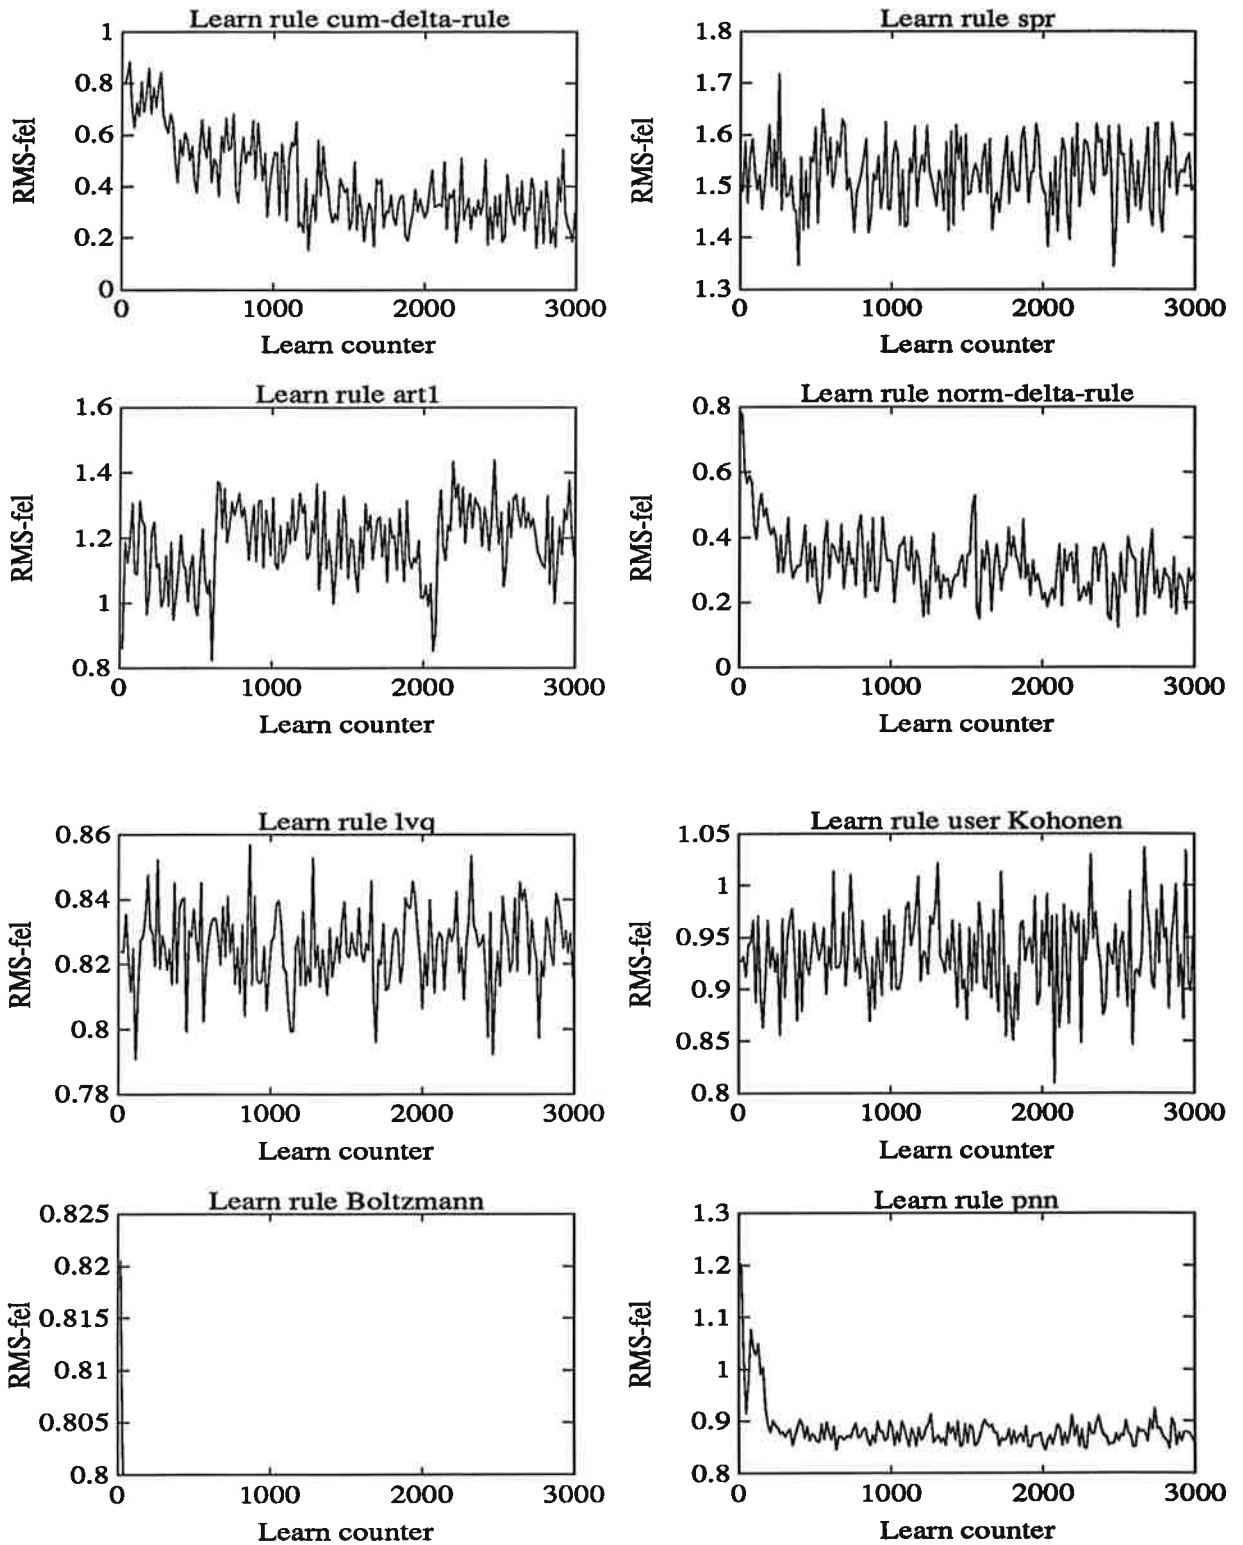 Learn rule cum-delta-rule
1
0.8
0.6
0.4
0.2
0
RMS-fel
0 1000 2000 3000
Learn counter
Learn rule spr
1.8
1.7
1.6
1.5
1.4
1.3
RMS-fel
0 1000 2000 3000
Learn counter
Learn rule art1
1.6
1.4
1.2
1
0.8
RMS-fel
0 1000 2000 3000
Learn counter
Learn rule norm-delta-rule
0.8
0.6
0.4
0.2
0
RMS-fel
0 1000 2000 3000
Learn counter
Learn rule lvq
0.86
0.84
0.82
0.8
0.78
RMS-fel
0 1000 2000 3000
Learn counter
Learn rule user Kohonen
1.05
1
0.95
0.9
0.85
0.8
RMS-fel
0 1000 2000 3000
Learn counter
Learn rule Boltzmann
0.825
0.82
0.815
0.81
0.805
0.8
RMS-fel
0 1000 2000 3000
Learn counter
Learn rule pnn
1.3
1.2
1.1
1
0.9
0.8
RMS-fel
0 1000 2000 3000
Learn counter